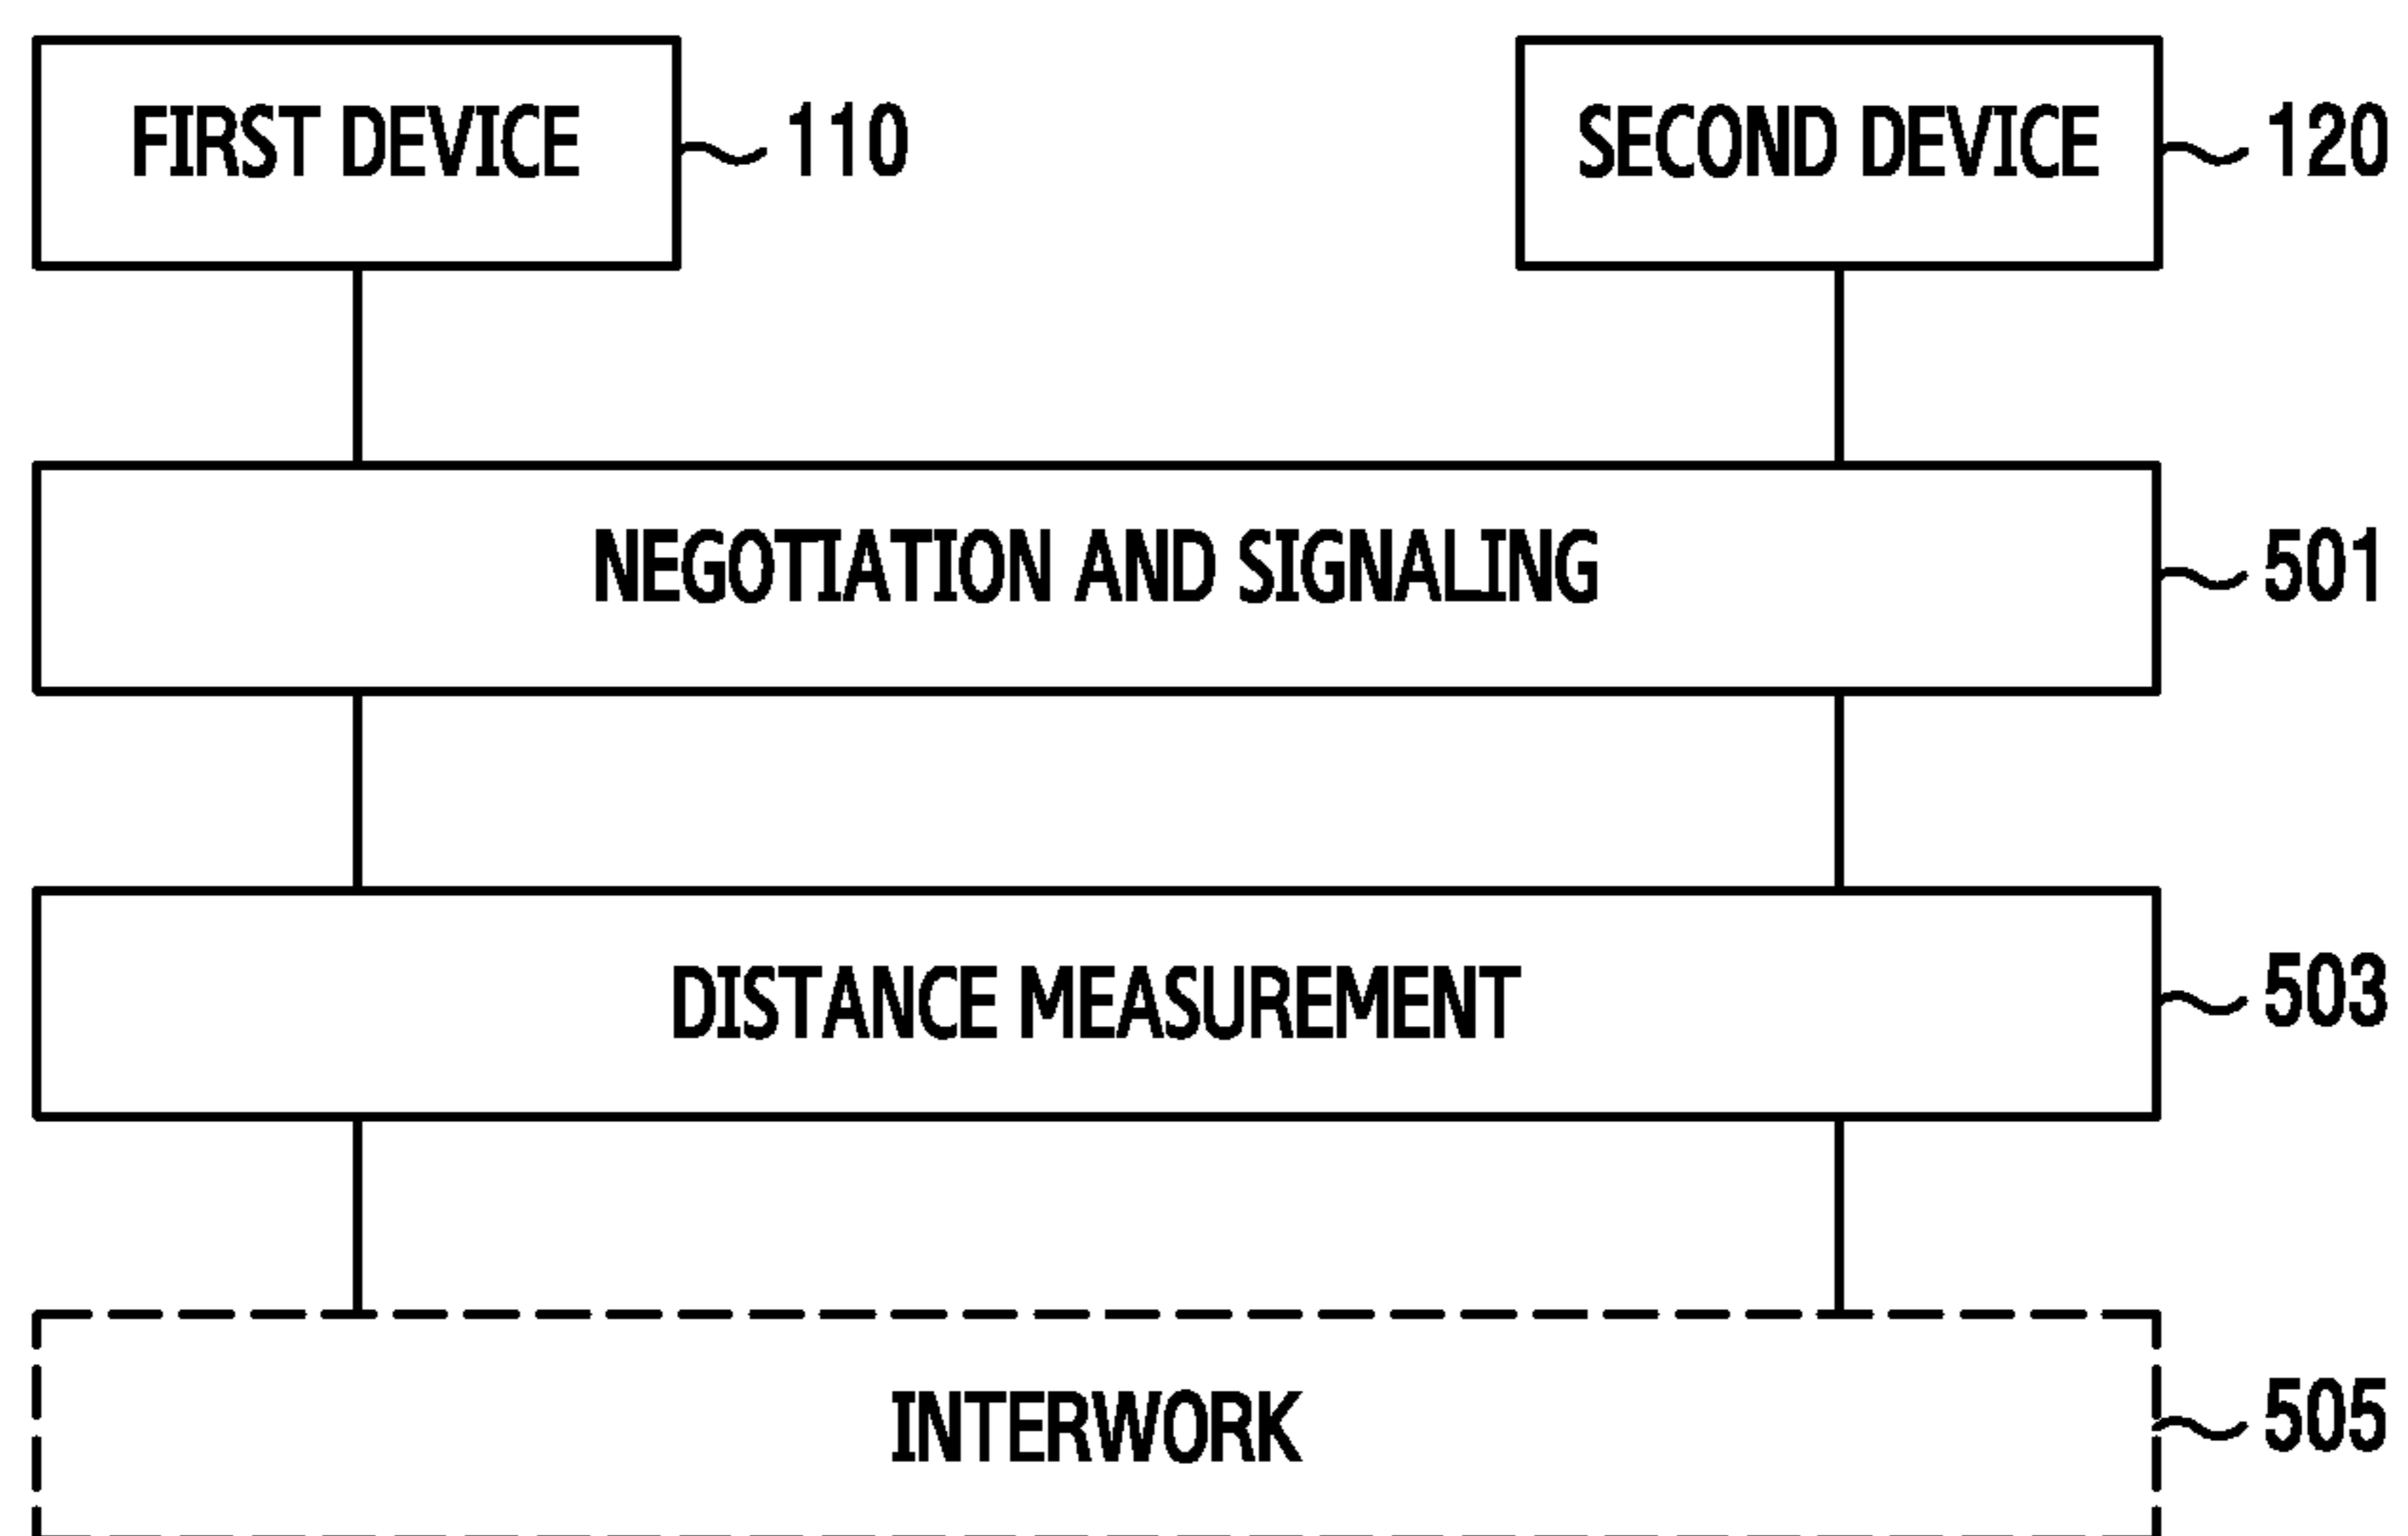 FIRST DEVICE 110 SECOND DEVICE 120
NEGOTIATION AND SIGNALING 501
DISTANCE MEASUREMENT 503
INTERWORK 505